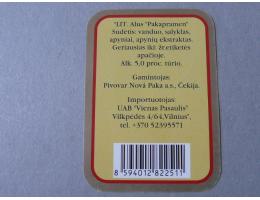 "LIT. Alus "Pakapramen"
Sudėtis: vanduo, salyklas,
apyniai, apynių ekstraktas.
Geriausias iki: žr.etiketės
apačioje.
Alk. 5,0 proc. tūrio.
Gamintojas:
Pivovar Nová Paka a.s., Čekija.
Importuotojas:
UAB "Vienas Pasaulis"
Vilkpėdės 4/64,Vilnius",
tel. +370 52395571
8 594012 822511